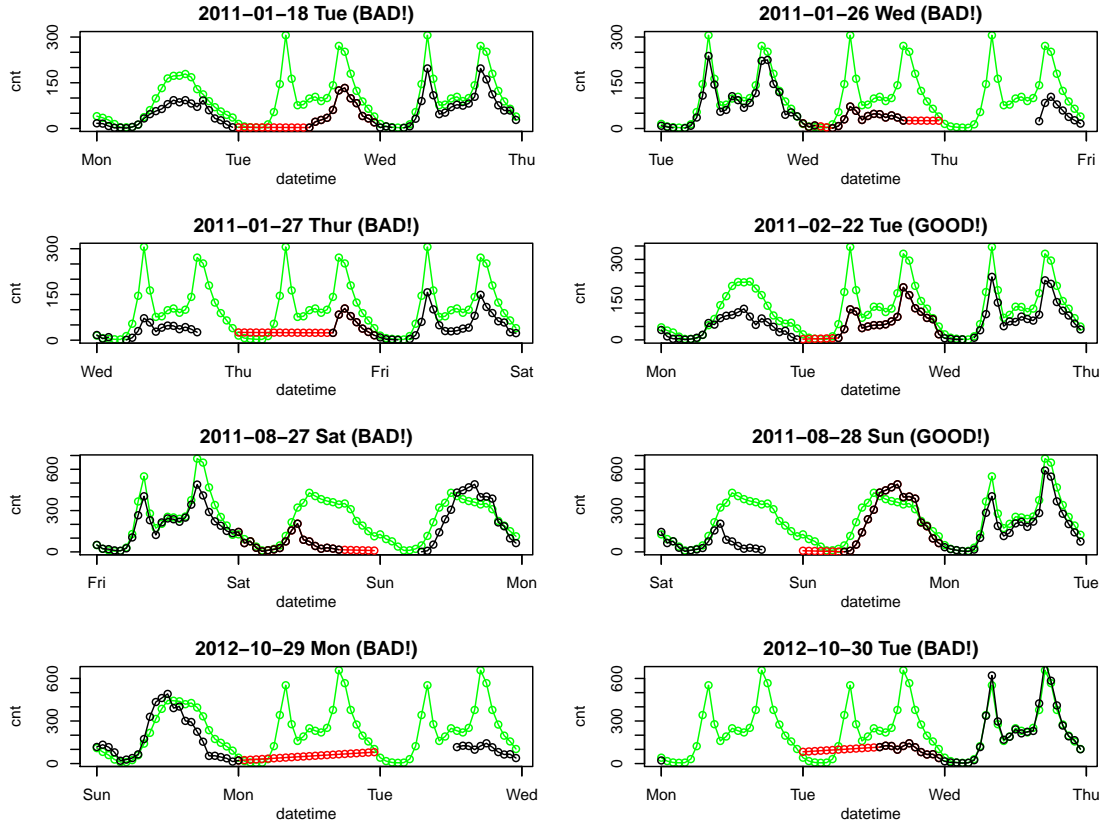 2011−01−18 Tue (BAD!)
cnt
300
150
0
Mon Tue Wed Thu
datetime
2011−01−26 Wed (BAD!)
cnt
300
150
0
Tue Wed Thu Fri
datetime
2011−01−27 Thur (BAD!)
cnt
300
150
0
Wed Thu Fri Sat
datetime
2011−02−22 Tue (GOOD!)
cnt
300
150
0
Mon Tue Wed Thu
datetime
2011−08−27 Sat (BAD!)
cnt
600
300
0
Fri Sat Sun Mon
datetime
2011−08−28 Sun (GOOD!)
cnt
600
300
0
Sat Sun Mon Tue
datetime
2012−10−29 Mon (BAD!)
cnt
600
300
0
Sun Mon Tue Wed
datetime
2012−10−30 Tue (BAD!)
cnt
600
300
0
Mon Tue Wed Thu
datetime